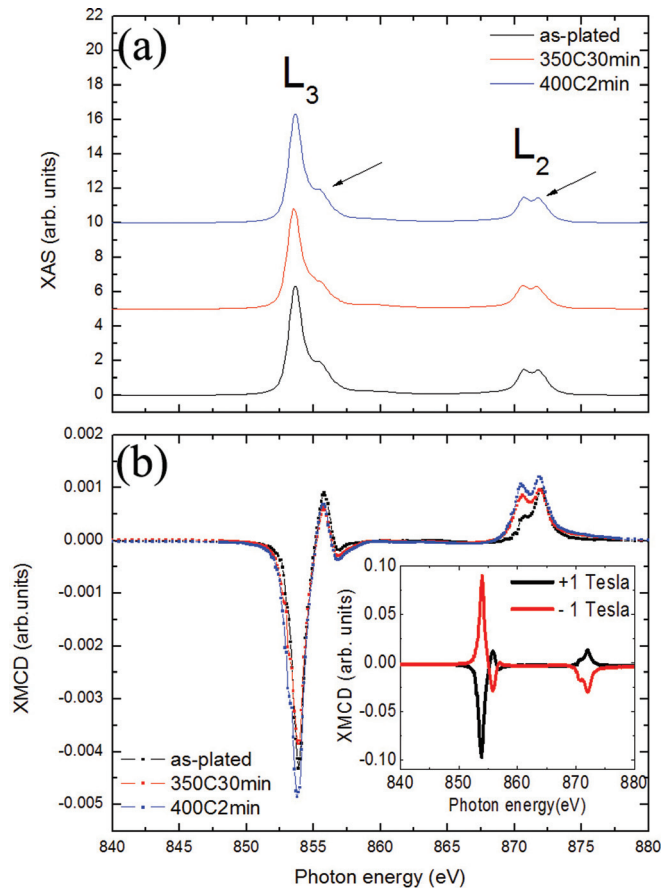 (a)
as-plated
350C30min
400C2min
L3
L2
XAS (arb. units)
22
20
18
16
14
12
10
8
6
4
2
0
(b)
0.002
0.001
0.000
-0.001
-0.002
-0.003
-0.004
-0.005
XMCD (arb.units)
as-plated
350C30min
400C2min
+1 Tesla
- 1 Tesla
XMCD (arb. units)
0.10
0.05
0.00
-0.05
-0.10
840 850 860 870 880
Photon energy(eV)
840 845 850 855 860 865 870 875 880
Photon energy (eV)